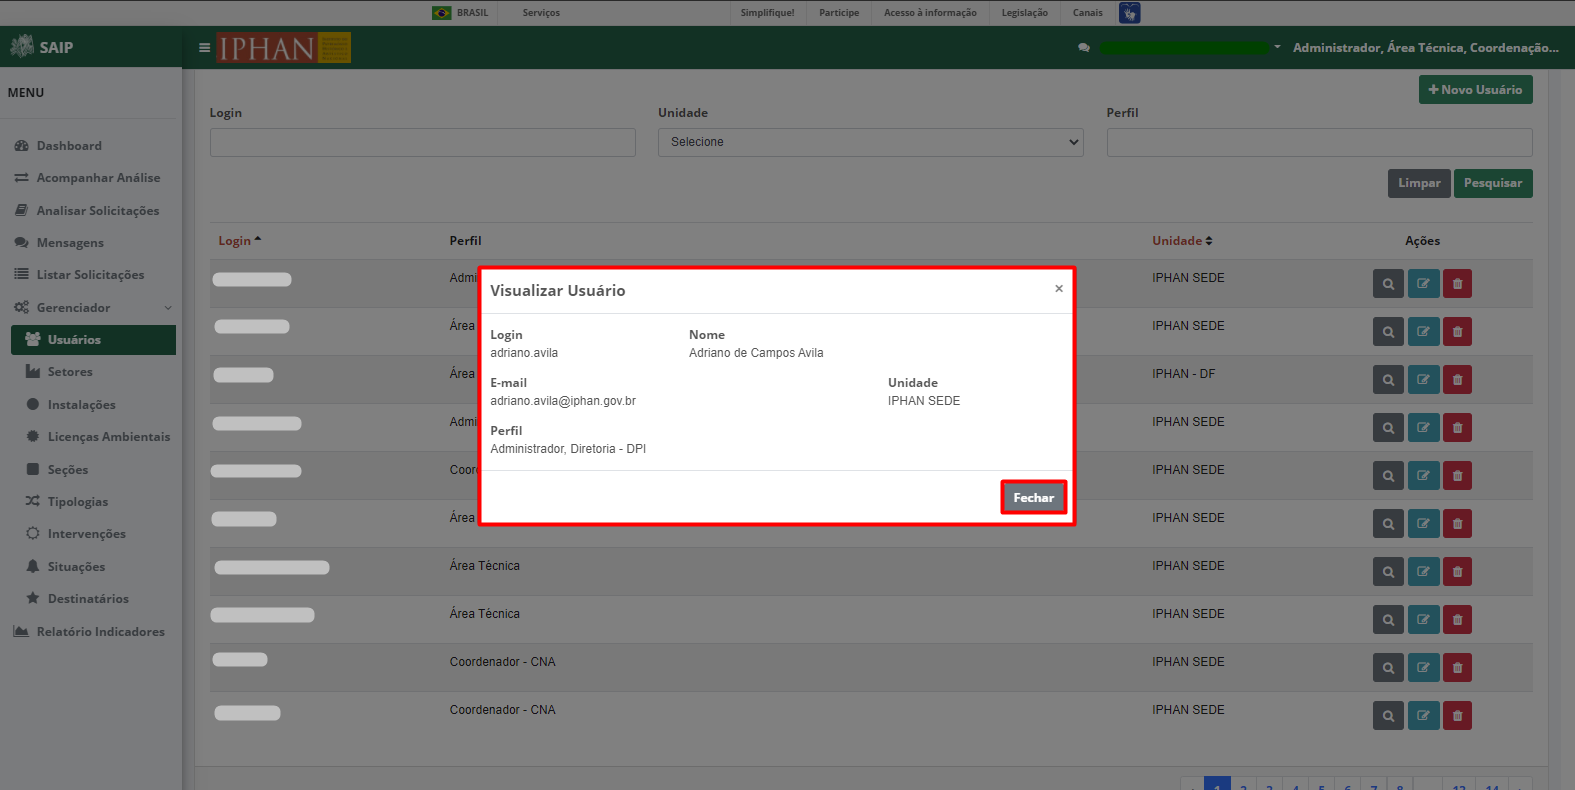 BRASIL Serviços Simplifique! Participe Acesso à informação Legislação Canais
SAIP IPHAN Administrador, Área Técnica, Coordenação...
MENU
Dashboard
Acompanhar Análise
Analisar Solicitações
Mensagens
Listar Solicitações
Gerenciador
Usuários
Setores
Instalações
Licenças Ambientais
Seções
Tipologias
Intervenções
Situações
Destinatários
Relatório Indicadores
Novo Usuário
Login Unidade Perfil
Selecione
Limpar Pesquisar
Login Perfil Unidade Ações
Admi IPHAN SEDE
Área IPHAN SEDE
Área IPHAN - DF
Admi IPHAN SEDE
Coor IPHAN SEDE
Área IPHAN SEDE
Área Técnica IPHAN SEDE
Área Técnica IPHAN SEDE
Coordenador - CNA IPHAN SEDE
Coordenador - CNA IPHAN SEDE
Visualizar Usuário ×
Login Nome
adriano.avila Adriano de Campos Avila
E-mail Unidade
adriano.avila@iphan.gov.br IPHAN SEDE
Perfil
Administrador, Diretoria - DPI
Fechar
1 2 3 4 5 6 7 8 13 14